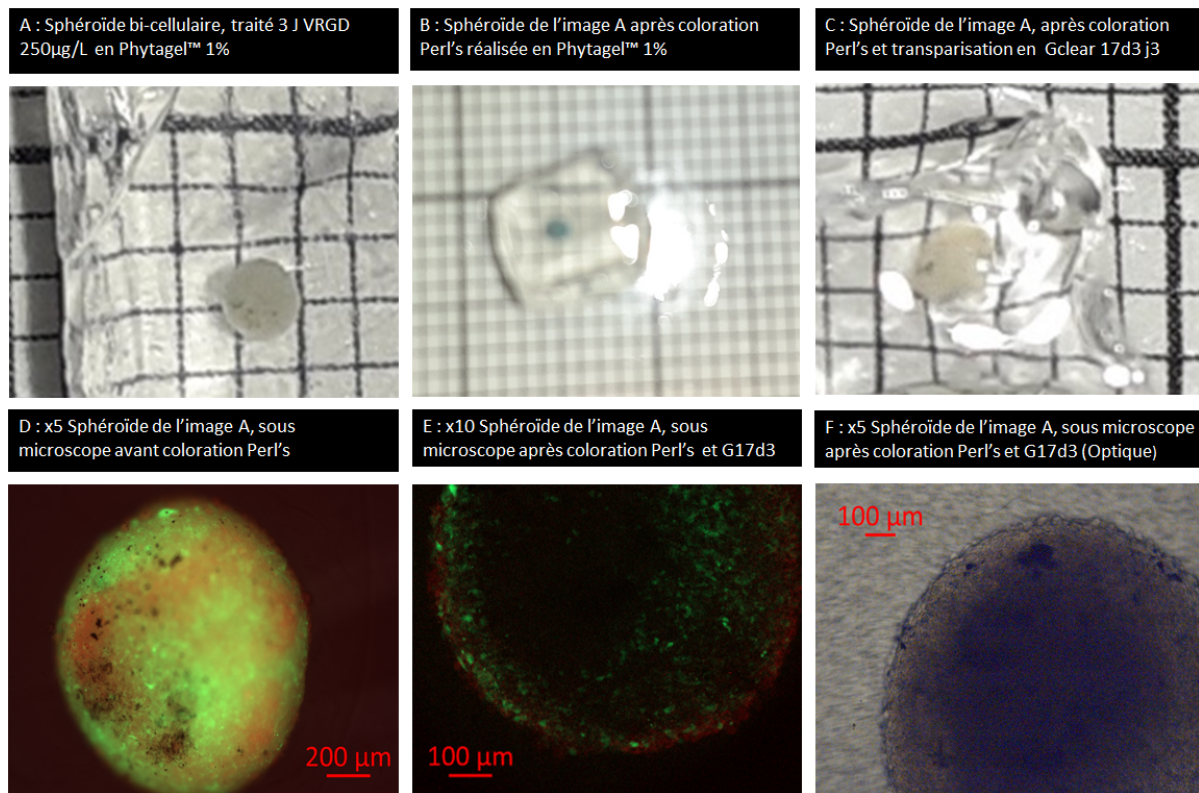 A : Sphéroïde bi-cellulaire, traité 3 J VRGD
250µg/L en Phytagel™ 1%
B : Sphéroïde de l'image A après coloration
Perl's réalisée en Phytagel™ 1%
C : Sphéroïde de l'image A, après coloration
Perl's et transparisation en Gclear 17d3 j3
D : x5 Sphéroïde de l'image A, sous
microscope avant coloration Perl's
E : x10 Sphéroïde de l'image A, sous
microscope après coloration Perl's et G17d3
F : x5 Sphéroïde de l'image A, sous microscope
après coloration Perl's et G17d3 (Optique)
200 µm
100 µm
100 µm